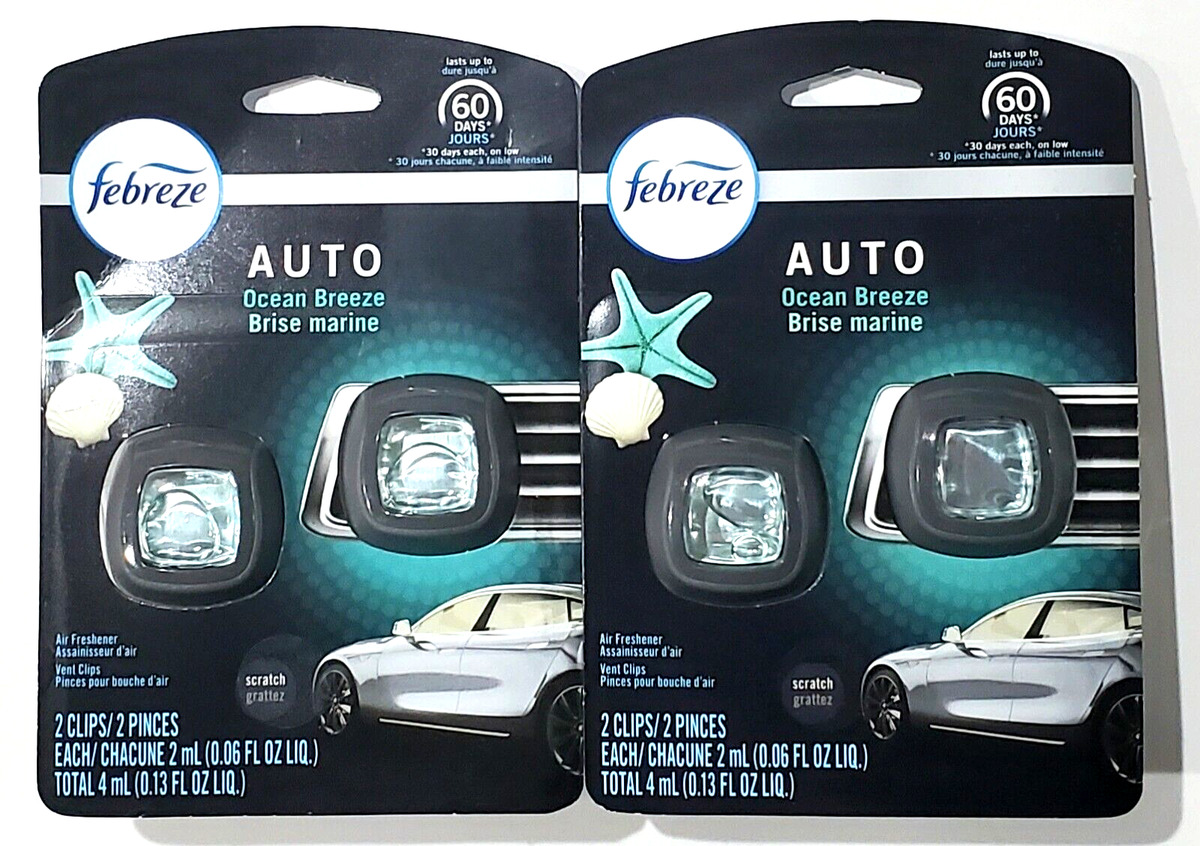 lasts up to
dure jusqu'à
60
DAYS*
JOURS*
*30 days each, on low
* 30 jours chacune, à faible intensité
febreze
AUTO
Ocean Breeze
Brise marine
Air Freshener
Assainisseur d'air
Vent Clips
Pinces pour bouche d'air
scratch
grattez
2 CLIPS/ 2 PINCES
EACH/ CHACUNE 2 mL (0.06 FL OZ LIQ.)
TOTAL 4 mL (0.13 FL OZ LIQ.)
lasts up to
dure jusqu'à
60
DAYS*
JOURS*
*30 days each, on low
* 30 jours chacune, à faible intensité
febreze
AUTO
Ocean Breeze
Brise marine
Air Freshener
Assainisseur d'air
Vent Clips
Pinces pour bouche d'air
scratch
grattez
2 CLIPS/ 2 PINCES
EACH/ CHACUNE 2 mL (0.06 FL OZ LIQ.)
TOTAL 4 mL (0.13 FL OZ LIQ.)